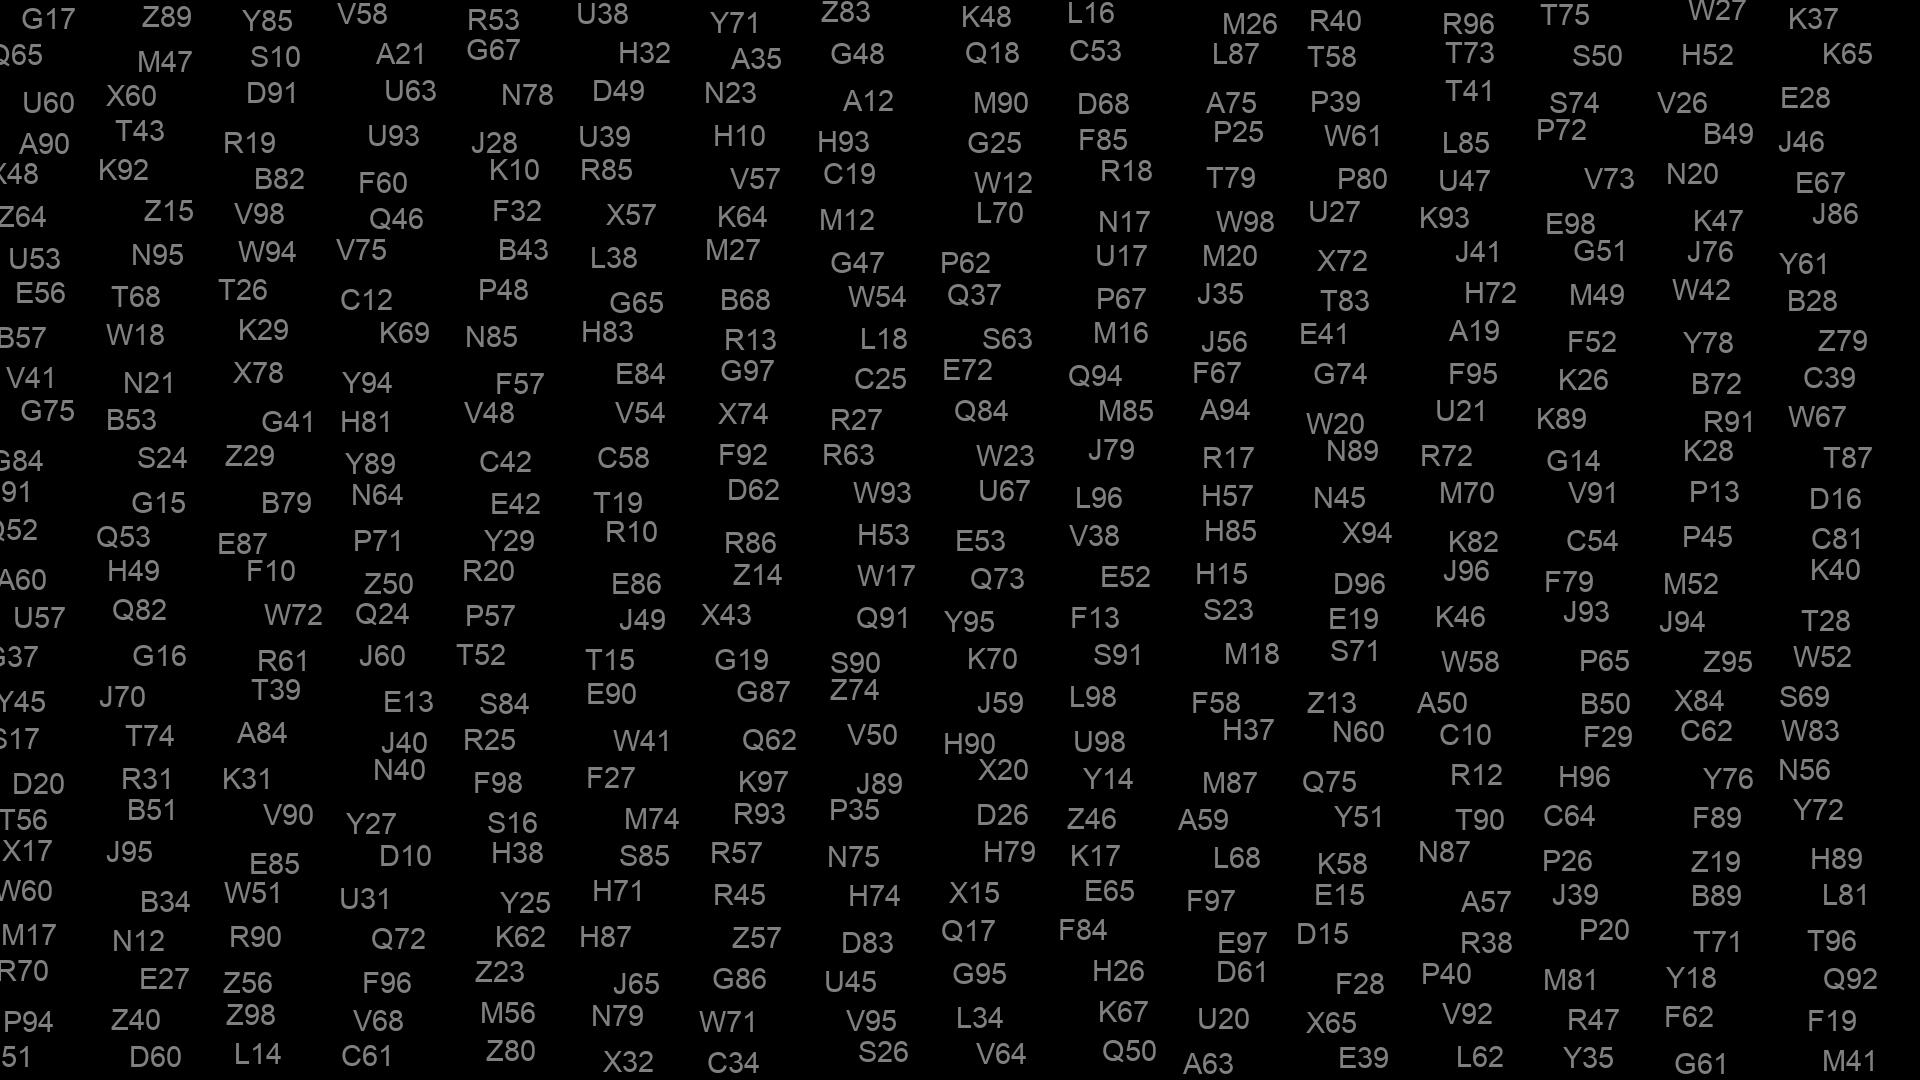 G17 Z89 Y85 V58 R53 U38 Y71 Z83 K48 L16 M26 R40 R96 T75 W27 K37
Q65 M47 S10 A21 G67 H32 A35 G48 Q18 C53 L87 T58 T73 S50 H52 K65
U60 X60 D91 U63 N78 D49 N23 A12 M90 D68 A75 P39 T41 S74 V26 E28
A90 T43 R19 U93 J28 U39 H10 H93 G25 F85 P25 W61 L85 P72 B49 J46
X48 K92 B82 F60 K10 R85 V57 C19 W12 R18 T79 P80 U47 V73 N20 E67
Z64 Z15 V98 Q46 F32 X57 K64 M12 L70 N17 W98 U27 K93 E98 K47 J86
U53 N95 W94 V75 B43 L38 M27 G47 P62 U17 M20 X72 J41 G51 J76 Y61
E56 T68 T26 C12 P48 G65 B68 W54 Q37 P67 J35 T83 H72 M49 W42 B28
B57 W18 K29 K69 N85 H83 R13 L18 S63 M16 J56 E41 A19 F52 Y78 Z79
V41 N21 X78 Y94 F57 E84 G97 C25 E72 Q94 F67 G74 F95 K26 B72 C39
G75 B53 G41 H81 V48 V54 X74 R27 Q84 M85 A94 W20 U21 K89 R91 W67
G84 S24 Z29 Y89 C42 C58 F92 R63 W23 J79 R17 N89 R72 G14 K28 T87
91 G15 B79 N64 E42 T19 D62 W93 U67 L96 H57 N45 M70 V91 P13 D16
Q52 Q53 E87 P71 Y29 R10 R86 H53 E53 V38 H85 X94 K82 C54 P45 C81
A60 H49 F10 Z50 R20 E86 Z14 W17 Q73 E52 H15 D96 J96 F79 M52 K40
U57 Q82 W72 Q24 P57 J49 X43 Q91 Y95 F13 S23 E19 K46 J93 J94 T28
G37 G16 R61 J60 T52 T15 G19 S90 K70 S91 M18 S71 W58 P65 Z95 W52
Y45 J70 T39 E13 S84 E90 G87 Z74 J59 L98 F58 Z13 A50 B50 X84 S69
S17 T74 A84 J40 R25 W41 Q62 V50 H90 U98 H37 N60 C10 F29 C62 W83
D20 R31 K31 N40 F98 F27 K97 J89 X20 Y14 M87 Q75 R12 H96 Y76 N56
T56 B51 V90 Y27 S16 M74 R93 P35 D26 Z46 A59 Y51 T90 C64 F89 Y72
X17 J95 E85 D10 H38 S85 R57 N75 H79 K17 L68 K58 N87 P26 Z19 H89
W60 B34 W51 U31 Y25 H71 R45 H74 X15 E65 F97 E15 A57 J39 B89 L81
M17 N12 R90 Q72 K62 H87 Z57 D83 Q17 F84 E97 D15 R38 P20 T71 T96
R70 E27 Z56 F96 Z23 J65 G86 U45 G95 H26 D61 F28 P40 M81 Y18 Q92
P94 Z40 Z98 V68 M56 N79 W71 V95 L34 K67 U20 X65 V92 R47 F62 F19
51 D60 L14 C61 Z80 X32 C34 S26 V64 Q50 A63 E39 L62 Y35 G61 M41